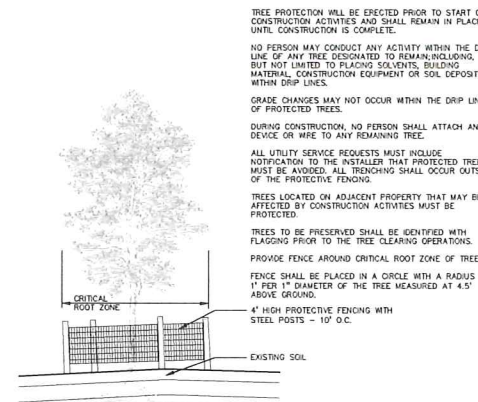 TREE PROTECTION WILL BE ERECTED PRIOR TO START
CONSTRUCTION ACTIVITIES AND SHALL REMAIN IN
UNTIL CONSTRUCTION IS COMPLETE.
NO PERSON MAY CONDUCT ANY ACTIVITY WITHIN THE
LINE OF ANY TREE DESIGNATED TO REMAIN; INCLUDING,
BUT NOT LIMITED TO PLACING SOLVENTS, BUILDING
MATERIAL, CONSTRUCTION EQUIPMENT OR SOIL
WITHIN DRIP LINES.
GRADE CHANGES MAY NOT OCCUR WITHIN THE DRIP
OF PROTECTED TREES.
DURING CONSTRUCTION, NO PERSON SHALL ATTACH
DEVICE OR WIRE TO ANY REMAINING TREE.
ALL UTILITY SERVICE REQUESTS MUST INCLUDE
NOTIFICATION TO THE INSTALLER THAT PROTECTED
MUST BE AVOIDED. ALL TRENCHING SHALL OCCUR
OF THE PROTECTIVE FENCING.
TREES LOCATED ON ADJACENT PROPERTY THAT MAY
AFFECTED BY CONSTRUCTION ACTIVITIES MUST BE
PROTECTED.
TREES TO BE PRESERVED SHALL BE IDENTIFIED WITH
FLAGGING PRIOR TO THE TREE CLEARING OPERATIONS.
PROVIDE FENCE AROUND CRITICAL ROOT ZONE OF
FENCE SHALL BE PLACED IN A CIRCLE WITH A RADIUS
1' PER 1" DIAMETER OF THE TREE MEASURED AT 4.5'
ABOVE GROUND.
CRITICAL
ROOT ZONE
4' HIGH PROTECTIVE FENCING WITH
STEEL POSTS - 10' O.C.
EXISTING SOIL